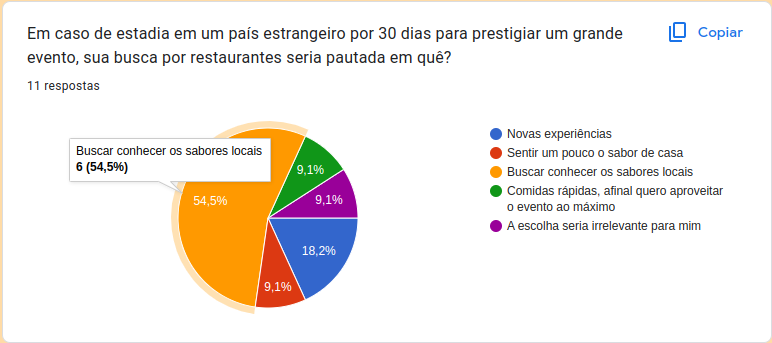 Em caso de estadia em um país estrangeiro por 30 dias para prestigiar um grande
evento, sua busca por restaurantes seria pautada em quê?
Copiar
11 respostas
Buscar conhecer os sabores locais
6 (54,5%)
54,5%
9,1%
9,1%
18,2%
9,1%
Novas experiências
Sentir um pouco o sabor de casa
Buscar conhecer os sabores locais
Comidas rápidas, afinal quero aproveitar
o evento ao máximo
A escolha seria irrelevante para mim